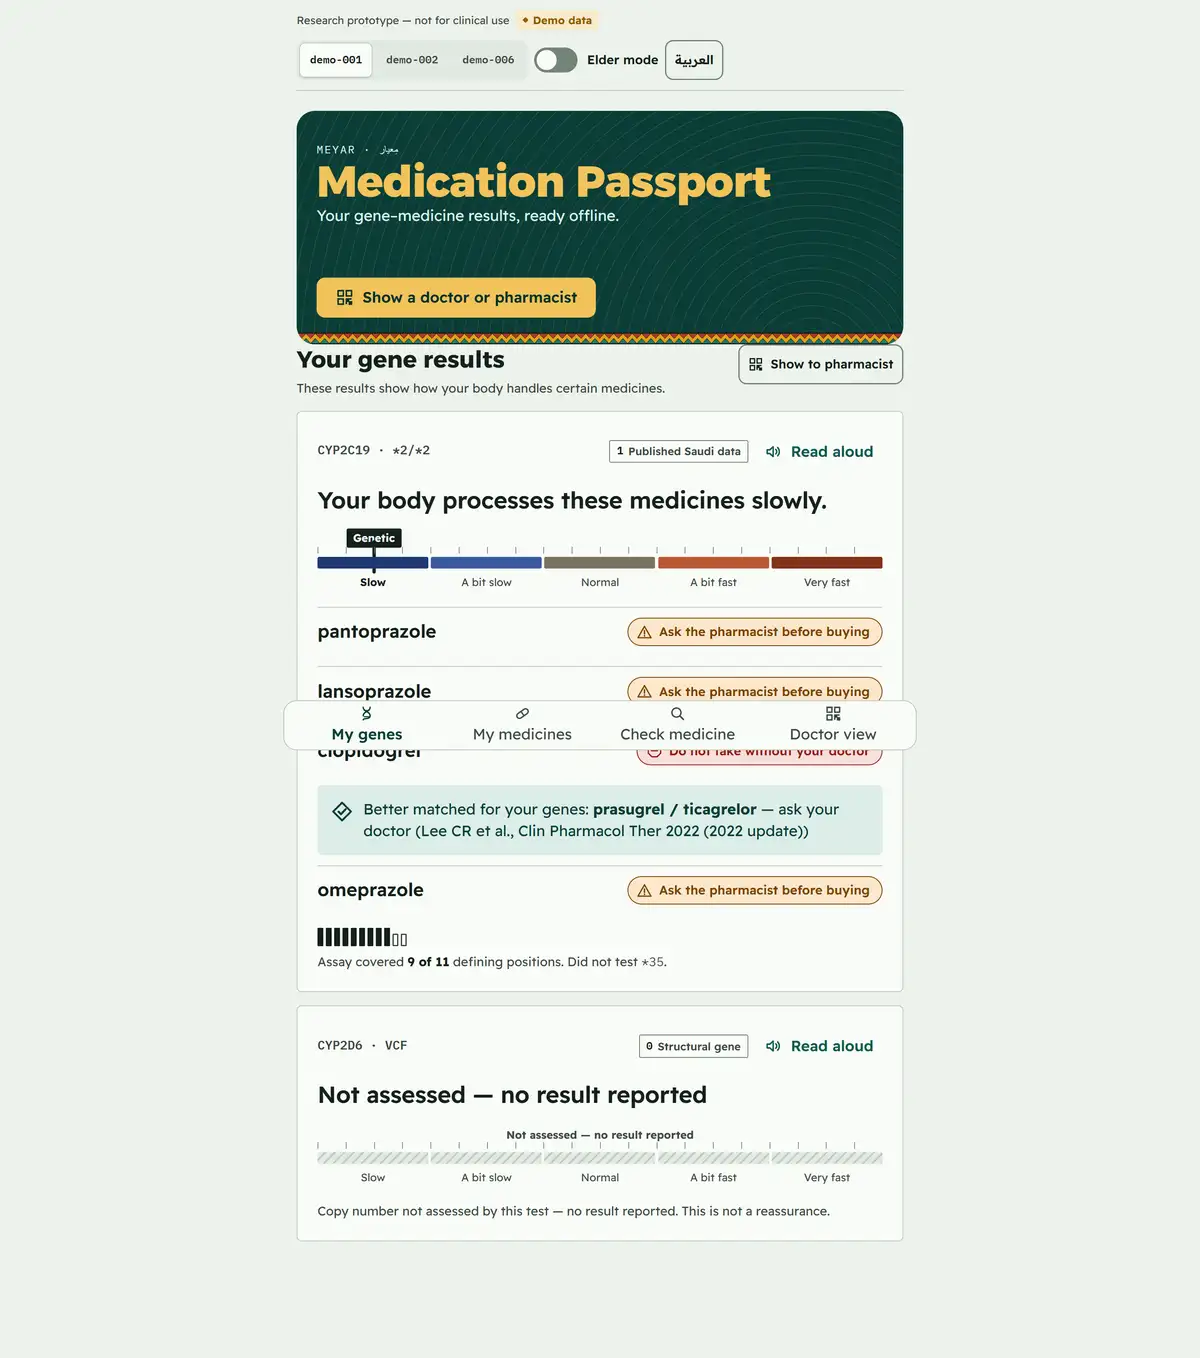 Research prototype — not for clinical use
Demo data
demo-001
demo-002
demo-006
Elder mode
العربية
MEYAR · معيار
Medication Passport
Your gene–medicine results, ready offline.
Show a doctor or pharmacist
Your gene results
Show to pharmacist
These results show how your body handles certain medicines.
CYP2C19 · *2/*2
1 Published Saudi data
Read aloud
Your body processes these medicines slowly.
Genetic
Slow
A bit slow
Normal
A bit fast
Very fast
pantoprazole
Ask the pharmacist before buying
lansoprazole
Ask the pharmacist before buying
My genes
My medicines
Check medicine
Doctor view
clopidogrel
Do not take without your doctor
Better matched for your genes: prasugrel / ticagrelor — ask your
doctor (Lee CR et al., Clin Pharmacol Ther 2022 (2022 update))
omeprazole
Ask the pharmacist before buying
Assay covered 9 of 11 defining positions. Did not test *35.
CYP2D6 · VCF
0 Structural gene
Read aloud
Not assessed — no result reported
Not assessed — no result reported
Slow
A bit slow
Normal
A bit fast
Very fast
Copy number not assessed by this test — no result reported. This is not a reassurance.